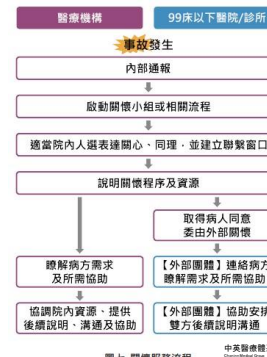 醫療機構
99床以下醫院/診所
事故發生
內部通報
啟動關懷小組或相關流程
適當院內人選表達關心、同理，並建立聯繫窗口
說明關懷程序及資源
取得病人同意
委由外部關懷
瞭解病方需求
及所需協助
【外部團體】連絡病方
瞭解需求及所需協助
協調院內資源、提供
後續說明、溝通及協助
【外部團體】協助安排
雙方後續說明溝通
中英醫療體
關懷服務流程